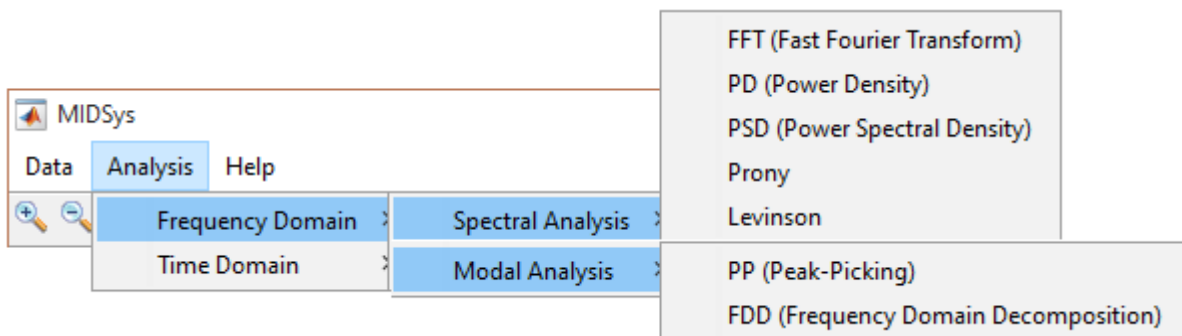 MIDSys
Data Analysis Help
Frequency Domain
Time Domain
Spectral Analysis
Modal Analysis
FFT (Fast Fourier Transform)
PD (Power Density)
PSD (Power Spectral Density)
Prony
Levinson
PP (Peak-Picking)
FDD (Frequency Domain Decomposition)